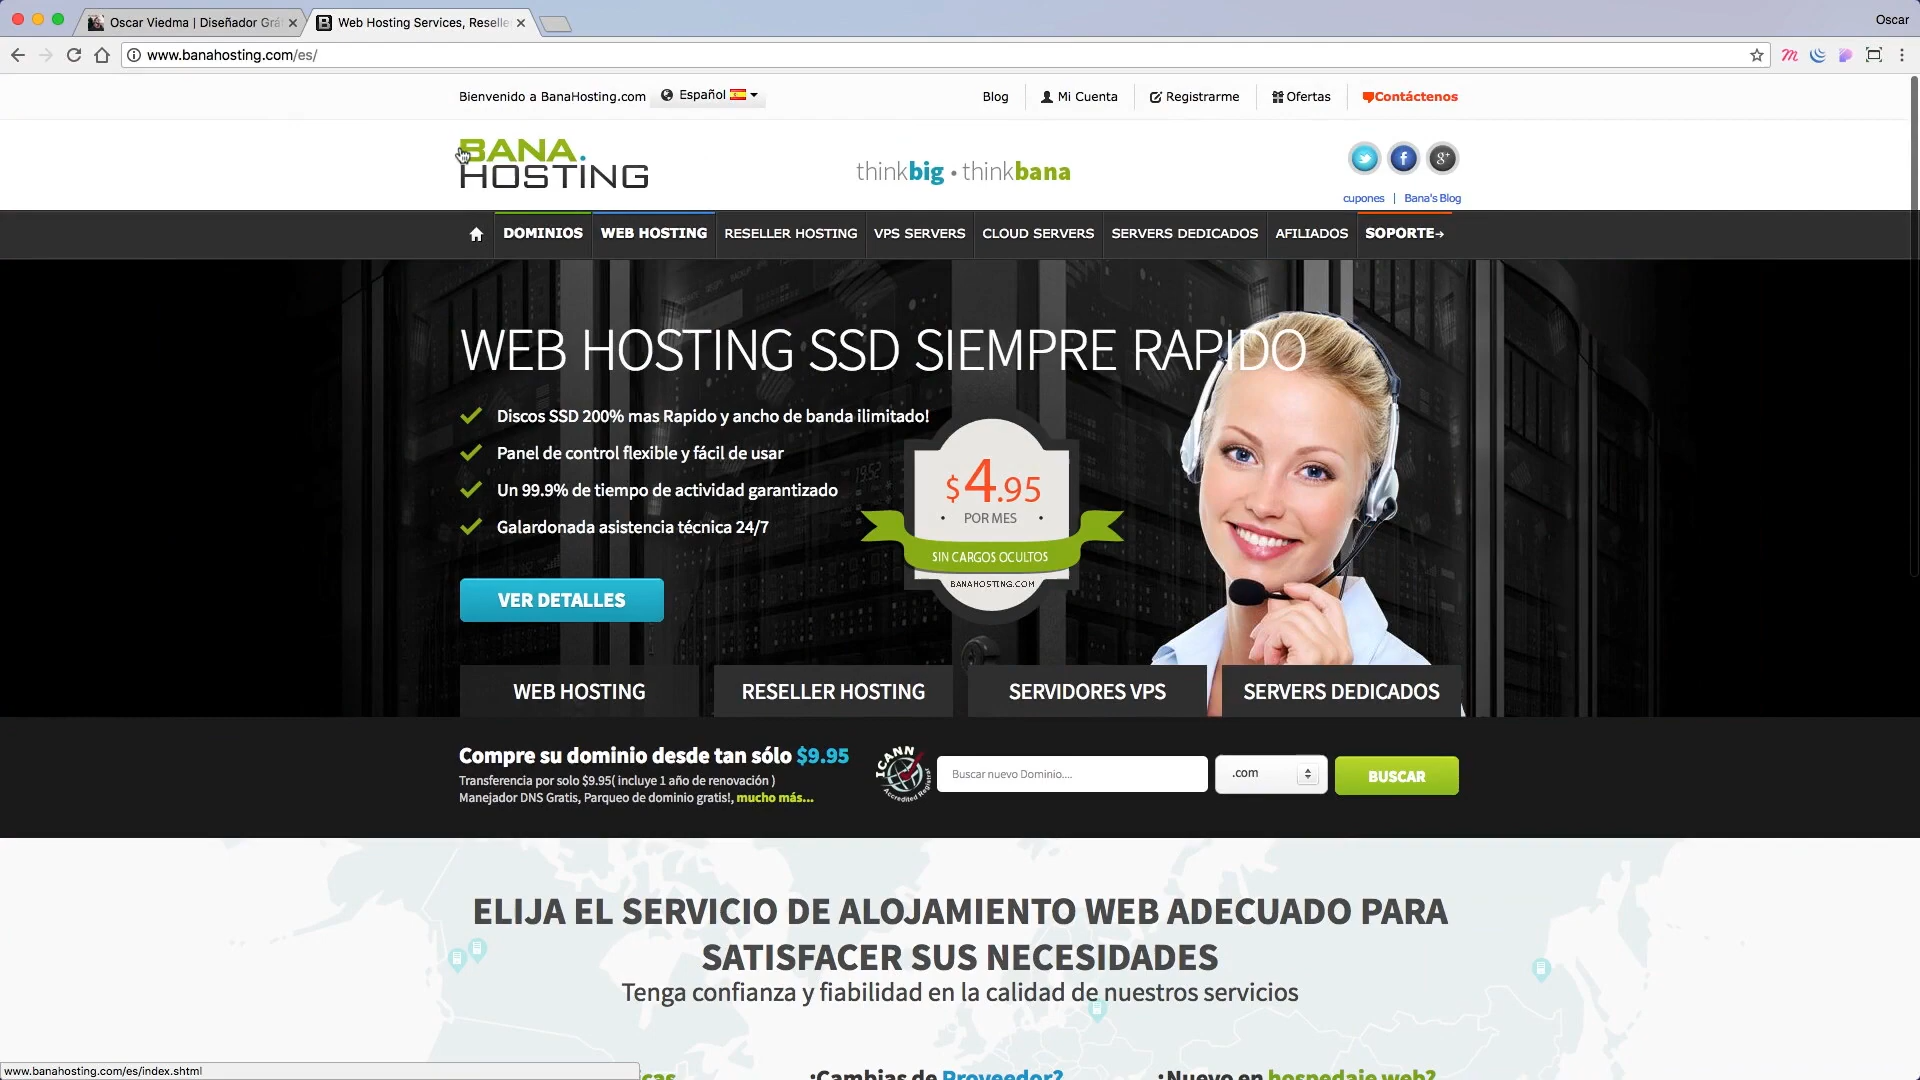 Oscar Viedma | Diseñador Grá
Web Hosting Services, Reselle
Oscar
www.banahosting.com/es/
Bienvenido a BanaHosting.com
Español
Blog
Mi Cuenta
Registrarme
Ofertas
Contáctenos
BANA.
HOSTING
thinkbig • thinkbana
cupones | Bana's Blog
DOMINIOS
WEB HOSTING
RESELLER HOSTING
VPS SERVERS
CLOUD SERVERS
SERVERS DEDICADOS
AFILIADOS
SOPORTE→
WEB HOSTING SSD SIEMPRE RAPIDO
Discos SSD 200% mas Rapido y ancho de banda ilimitado!
Panel de control flexible y fácil de usar
Un 99.9% de tiempo de actividad garantizado
Galardonada asistencia técnica 24/7
$4.95
• POR MES •
SIN CARGOS OCULTOS
BANAHOSTING.COM
VER DETALLES
WEB HOSTING
RESELLER HOSTING
SERVIDORES VPS
SERVERS DEDICADOS
Compre su dominio desde tan sólo $9.95
Transferencia por solo $9.95( incluye 1 año de renovación )
Manejador DNS Gratis, Parqueo de dominio gratis!, mucho más...
ICANN
Accredited Registrar
Buscar nuevo Dominio....
.com
BUSCAR
ELIJA EL SERVICIO DE ALOJAMIENTO WEB ADECUADO PARA
SATISFACER SUS NECESIDADES
Tenga confianza y fiabilidad en la calidad de nuestros servicios
¿Cambias de Proveedor?
¿Nuevo en hospedaje web?
www.banahosting.com/es/index.shtml